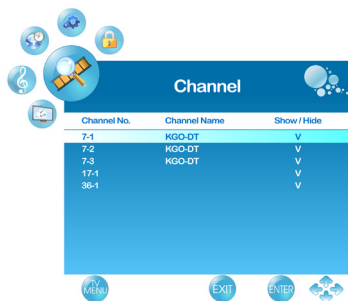 Channel
Channel No. Channel Name Show / Hide
7-1 KGO-DT V
7-2 KGO-DT V
7-3 KGO-DT V
17-1 V
36-1 V
TV MENU EXIT ENTER